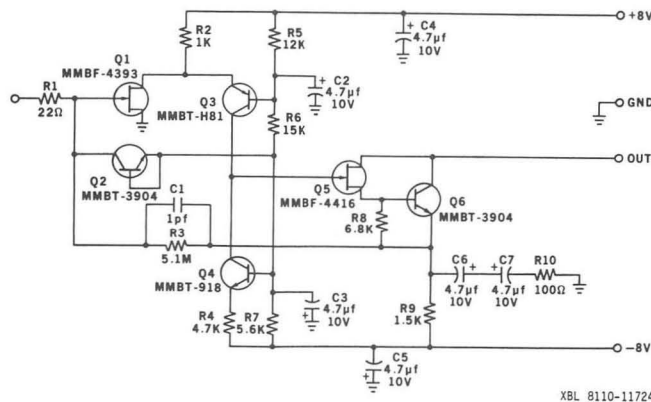 R1
22Ω
Q1
MMBF-4393
R2
1K
Q3
MMBT-H81
R5
12K
+ C2
4.7μf
10V
R6
15K
+ C4
4.7μf
10V
+8V
GND
OUT
Q2
MMBT-3904
C1
1pf
R3
5.1M
Q4
MMBT-918
R4
4.7K
R7
5.6K
C3
4.7μf
+ 10V
Q5
MMBF-4416
R8
6.8K
Q6
MMBT-3904
C6
+
4.7μf
10V
C7
+
4.7μf
10V
R10
100Ω
R9
1.5K
C5
4.7μf
+ 10V
-8V
XBL 8110-11724